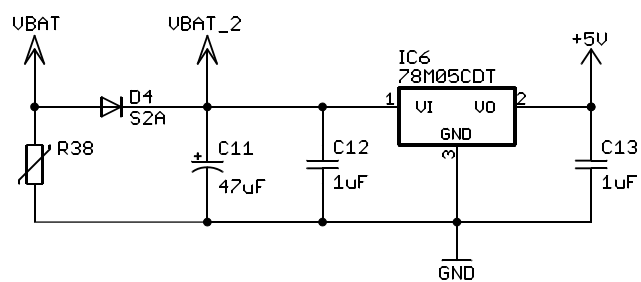 VBAT
VBAT_2
+5V
IC6
78M05CDT
D4
S2A
1
VI
VO
2
GND
3
R38
C11
47uF
C12
1uF
C13
1uF
GND